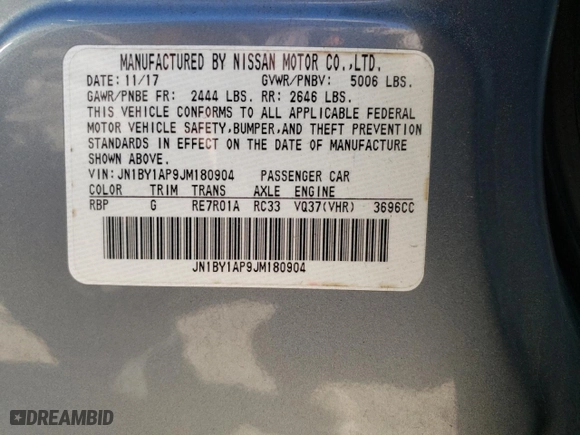 MANUFACTURED BY NISSAN MOTOR CO.,LTD.
DATE: 11/17 GVWR/PNBV: 5006 LBS.
GAWR/PNBE FR: 2444 LBS. RR: 2646 LBS.
THIS VEHICLE CONFORMS TO ALL APPLICABLE FEDERAL
MOTOR VEHICLE SAFETY,BUMPER,AND THEFT PREVENTION
STANDARDS IN EFFECT ON THE DATE OF MANUFACTURE
SHOWN ABOVE.
VIN: JN1BY1AP9JM180904 PASSENGER CAR
COLOR TRIM TRANS AXLE ENGINE
RBP G RE7R01A RC33 VQ37(VHR) 3696CC
JN1BY1AP9JM180904
DREAMBID